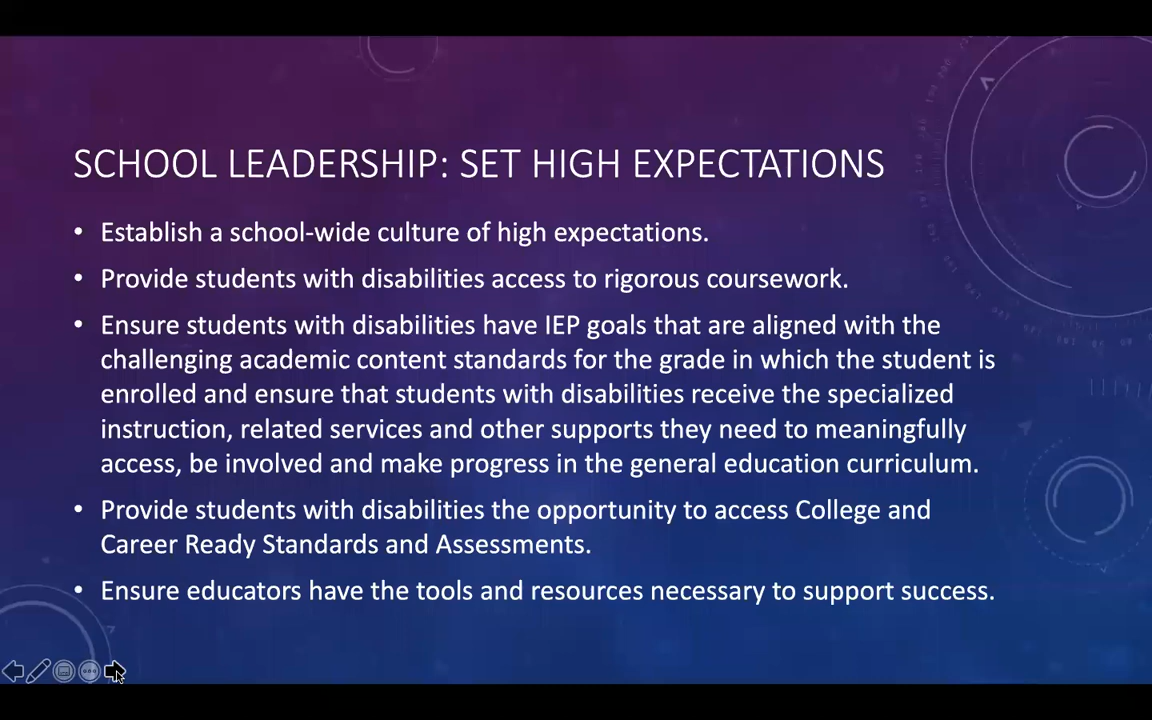 SCHOOL LEADERSHIP: SET HIGH EXPECTATIONS
• Establish a school-wide culture of high expectations.
• Provide students with disabilities access to rigorous coursework.
• Ensure students with disabilities have IEP goals that are aligned with the
challenging academic content standards for the grade in which the student is
enrolled and ensure that students with disabilities receive the specialized
instruction, related services and other supports they need to meaningfully
access, be involved and make progress in the general education curriculum.
• Provide students with disabilities the opportunity to access College and
Career Ready Standards and Assessments.
• Ensure educators have the tools and resources necessary to support success.